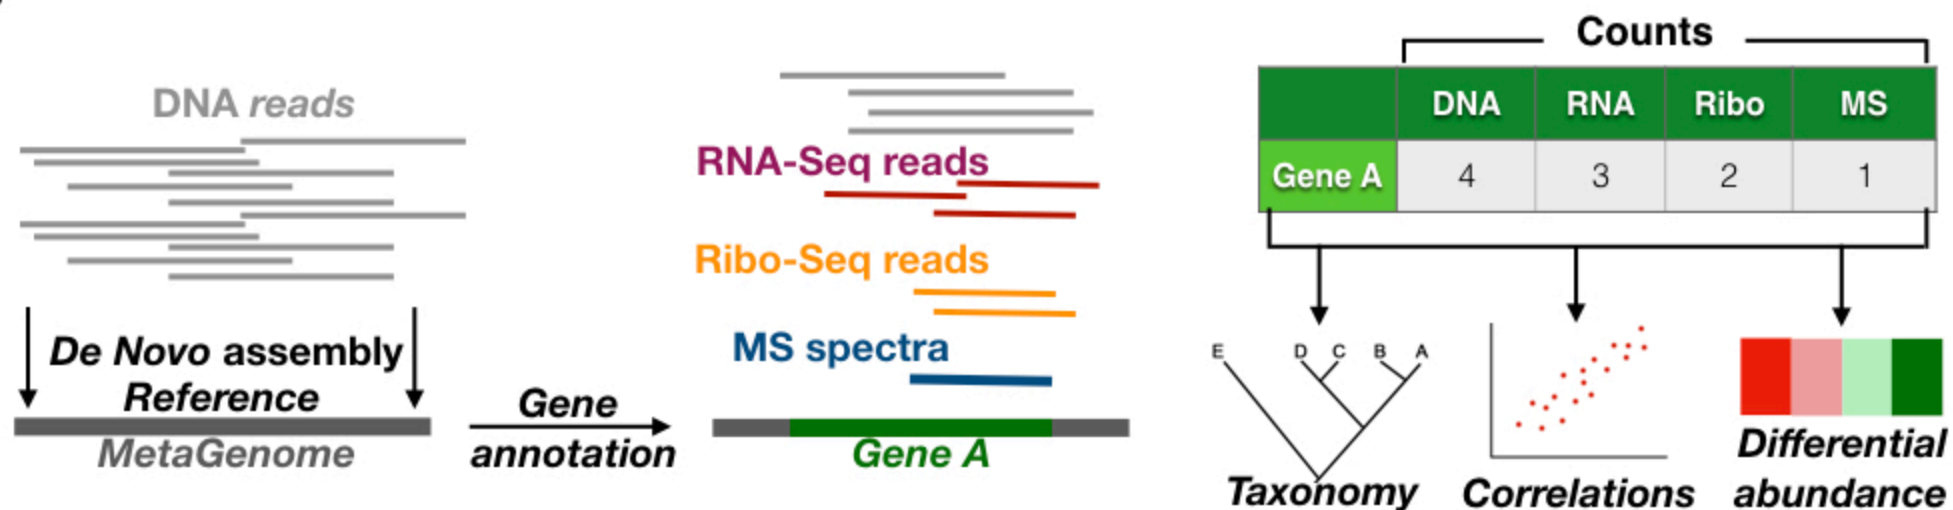 DNA reads
De Novo assembly
Reference
MetaGenome
Gene
annotation
RNA-Seq reads
Ribo-Seq reads
MS spectra
Gene A
Counts
DNA RNA Ribo MS
Gene A 4 3 2 1
E D C B A
Taxonomy
Correlations
Differential
abundance